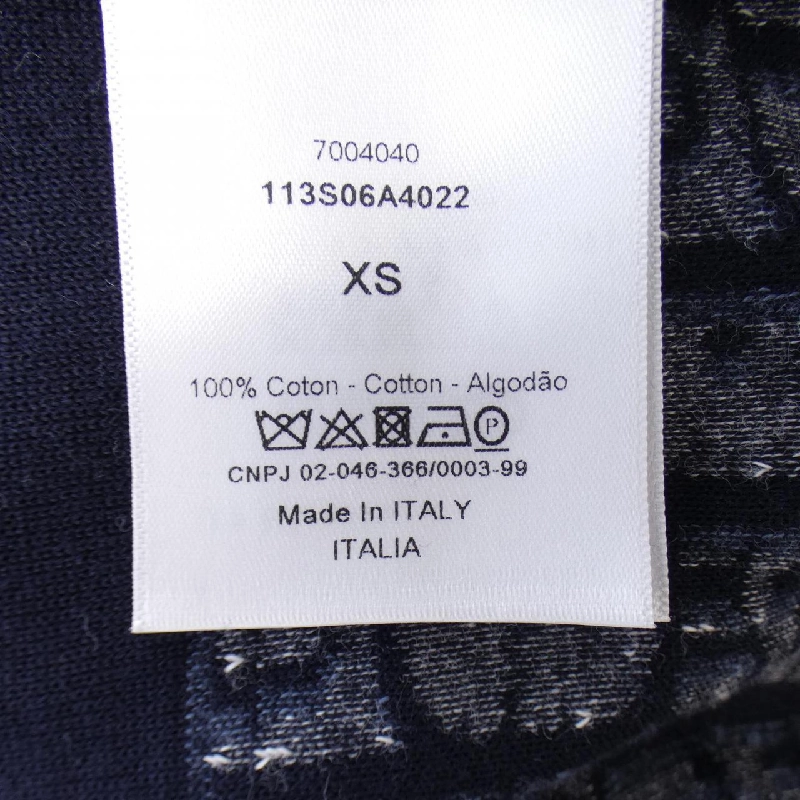 7004040
113S06A4022
XS
100% Coton - Cotton - Algodão
P
CNPJ 02-046-366/0003-99
Made In ITALY
ITALIA